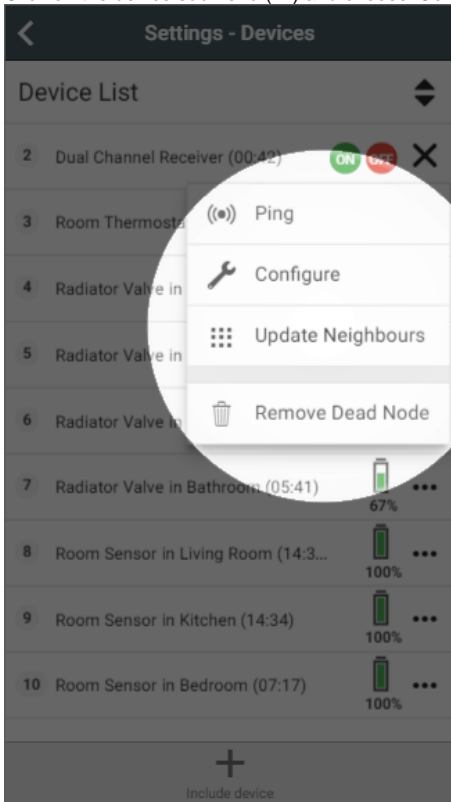 Settings - Devices
Device List
2 Dual Channel Receiver (00:42) ON OFF
Ping
3 Room Thermosta
Configure
4 Radiator Valve in
Update Neighbours
5 Radiator Valve in
Remove Dead Node
6 Radiator Valve in
7 Radiator Valve in Bathroom (05:41)
67%
8 Room Sensor in Living Room (14:3...
100%
9 Room Sensor in Kitchen (14:34)
100%
10 Room Sensor in Bedroom (07:17)
100%
Include device